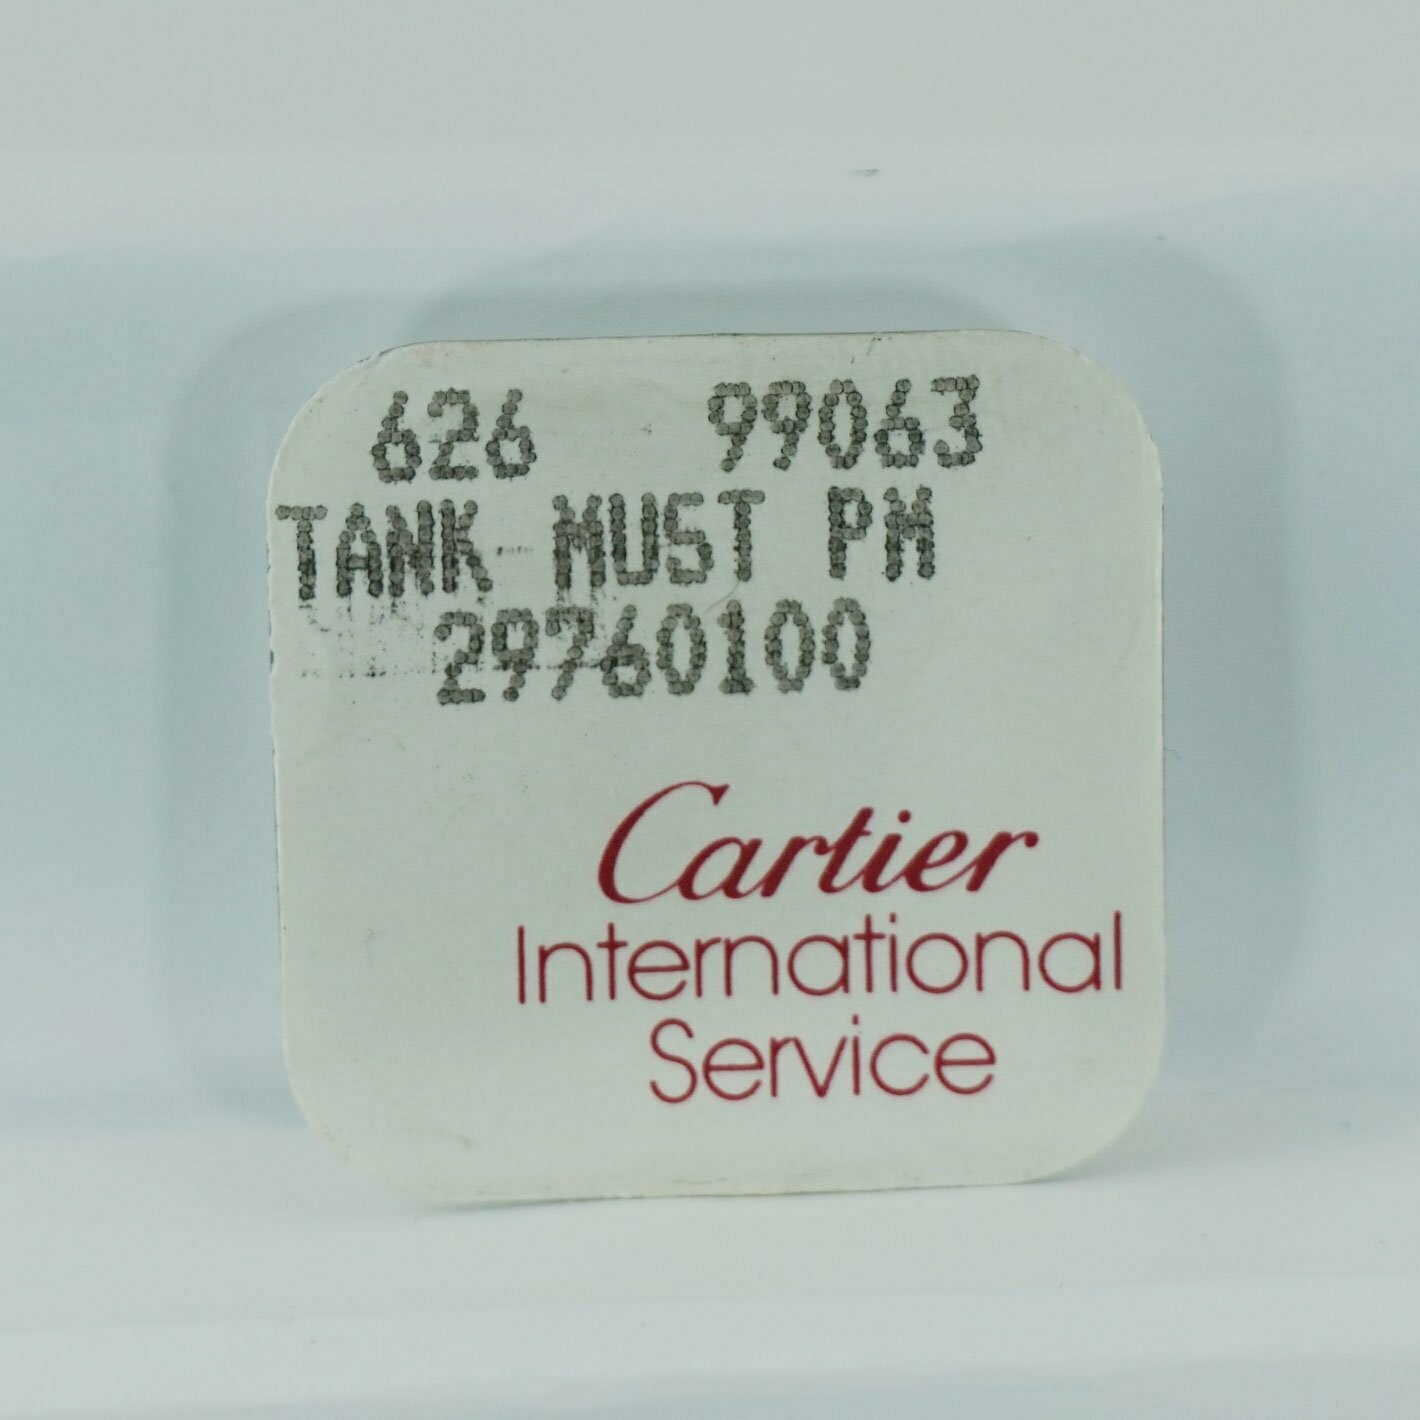 626 99063
TANK MUST PM
29760100
Cartier
International
Service